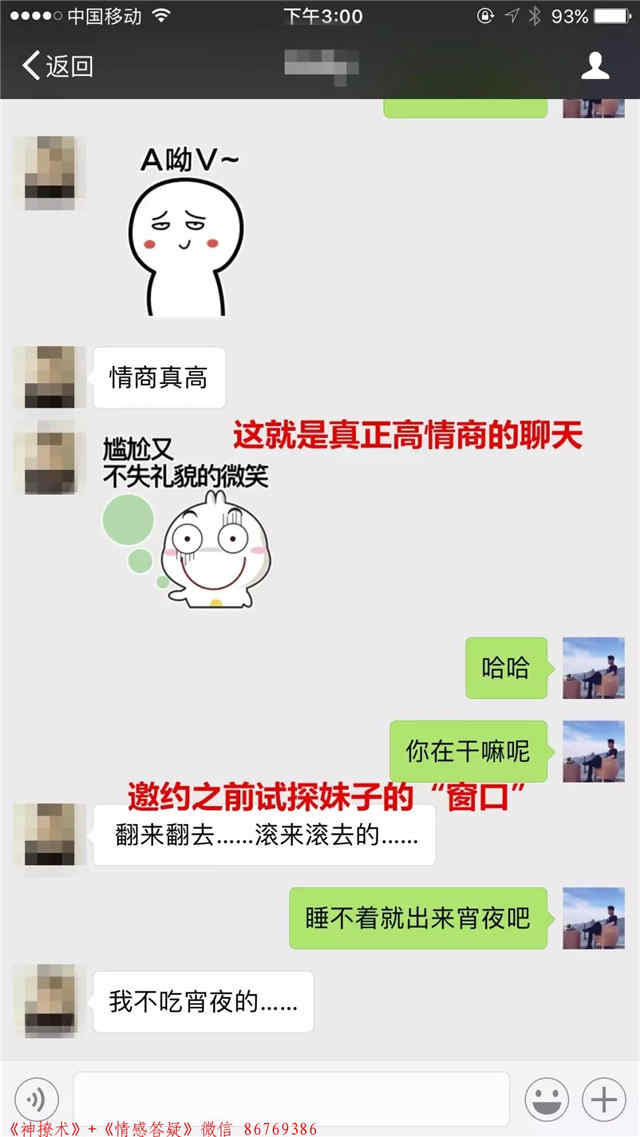 中国移动 下午3:00 93%
返回
A呦V~
情商真高
这就是真正高情商的聊天
尴尬又
不失礼貌的微笑
哈哈
你在干嘛呢
邀约之前试探妹子的“窗口”
翻来翻去……滚来滚去的……
睡不着就出来宵夜吧
我不吃宵夜的……
《神撩术》+《情感答疑》微信 86769386